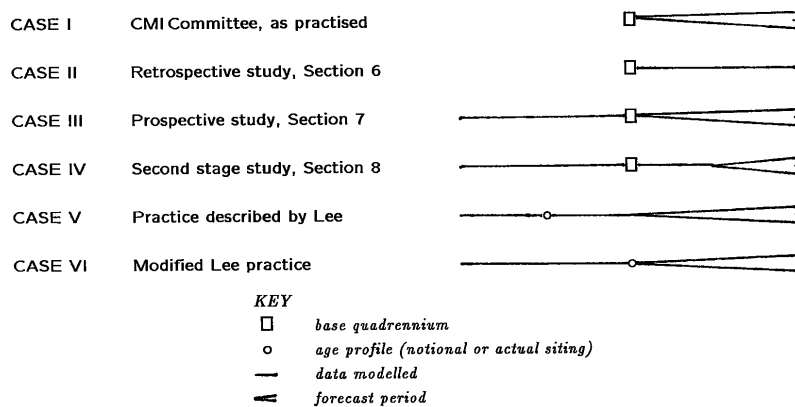 CASE I CMI Committee, as practised
CASE II Retrospective study, Section 6
CASE III Prospective study, Section 7
CASE IV Second stage study, Section 8
CASE V Practice described by Lee
CASE VI Modified Lee practice
KEY
base quadrennium
age profile (notional or actual siting)
data modelled
forecast period